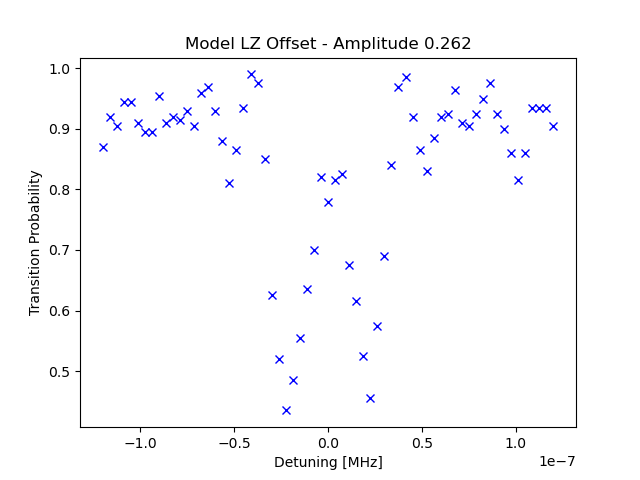 Model LZ Offset - Amplitude 0.262
1.0
0.9
0.8
0.7
0.6
0.5
Transition Probability
−1.0
−0.5
0.0
0.5
1.0
1e−7
Detuning [MHz]